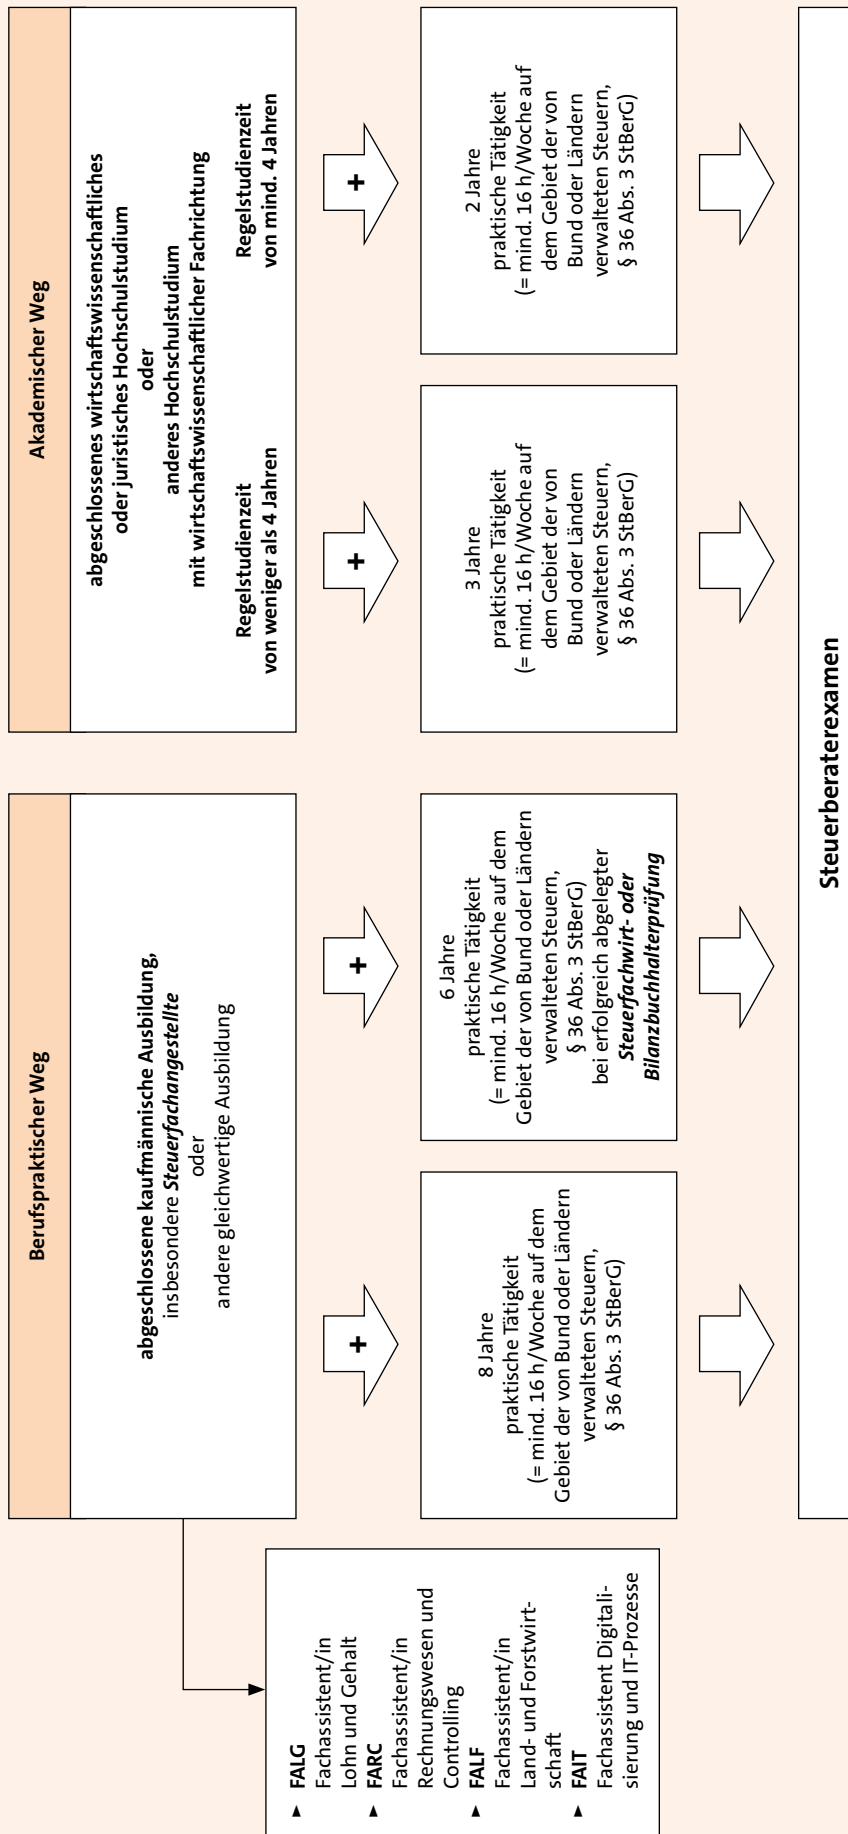 Berufspraktischer Weg
abgeschlossene kaufmännische Ausbildung,
insbesondere Steuerfachangestellte
oder
andere gleichwertige Ausbildung
+
+
8 Jahre
praktische Tätigkeit
(= mind. 16 h/Woche auf dem
Gebiet der von Bund oder Ländern
verwalteten Steuern,
§ 36 Abs. 3 StBerG)
6 Jahre
praktische Tätigkeit
(= mind. 16 h/Woche auf dem
Gebiet der von Bund oder Ländern
verwalteten Steuern,
§ 36 Abs. 3 StBerG)
bei erfolgreich abgelegter
Steuerfachwirt- oder
Bilanzbuchhalterprüfung
Akademischer Weg
abgeschlossenes wirtschaftswissenschaftliches
oder juristisches Hochschulstudium
oder
anderes Hochschulstudium
mit wirtschaftswissenschaftlicher Fachrichtung
Regelstudienzeit
von weniger als 4 Jahren
Regelstudienzeit
von mind. 4 Jahren
+
+
3 Jahre
praktische Tätigkeit
(= mind. 16 h/Woche auf
dem Gebiet der von
Bund oder Ländern
verwalteten Steuern,
§ 36 Abs. 3 StBerG)
2 Jahre
praktische Tätigkeit
(= mind. 16 h/Woche auf
dem Gebiet der von
Bund oder Ländern
verwalteten Steuern,
§ 36 Abs. 3 StBerG)
► FALG
Fachassistent/in
Lohn und Gehalt
► FARC
Fachassistent/in
Rechnungswesen und
Controlling
► FALF
Fachassistent/in
Land- und Forstwirt-
schaft
► FAIT
Fachassistent Digitali-
sierung und IT-Prozesse
Steuerberaterexamen